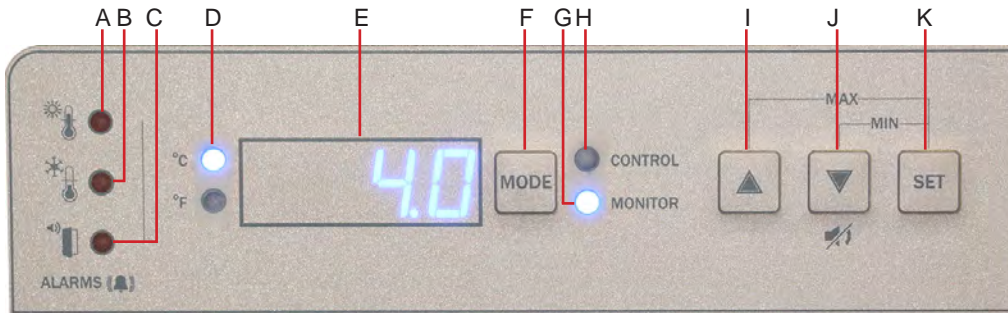 A B C D E F G H I J K
MAX
MIN
°C
4.0
MODE
CONTROL
°F
MONITOR
SET
ALARMS